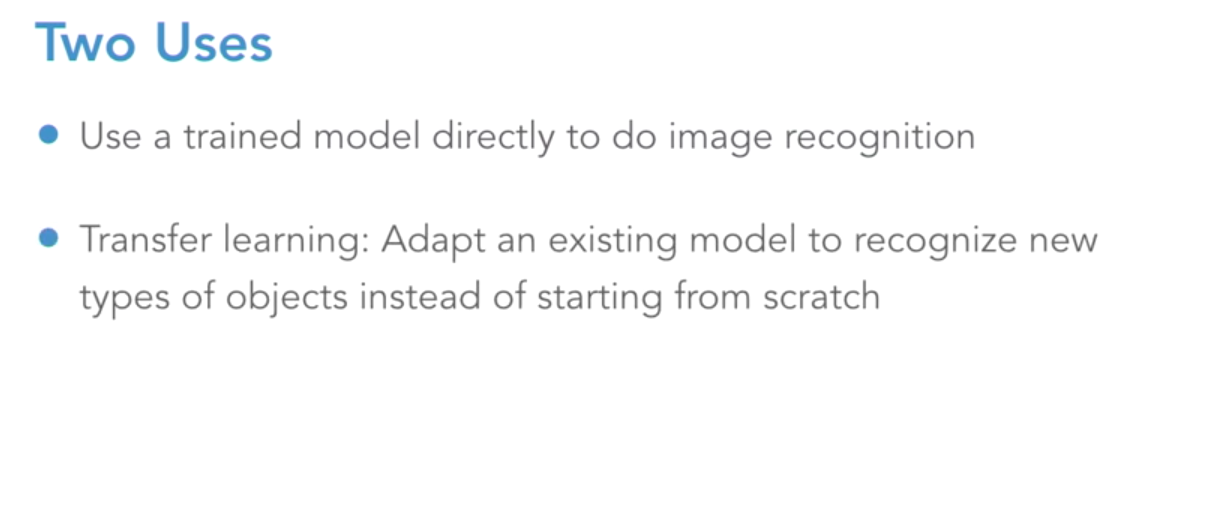 Two Uses
• Use a trained model directly to do image recognition
• Transfer learning: Adapt an existing model to recognize new
types of objects instead of starting from scratch